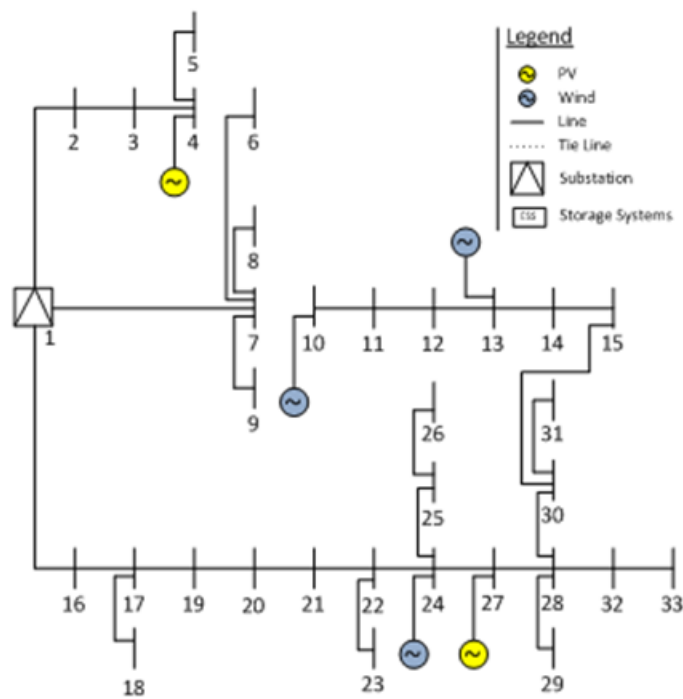 Legend
PV
Wind
Line
Tie Line
Substation
CSS Storage Systems
5
2 3 4 6
8
1 7 10 11 12 13 14 15
9
26 31
25 30
16 17 19 20 21 22 24 27 28 32 33
18 23 29